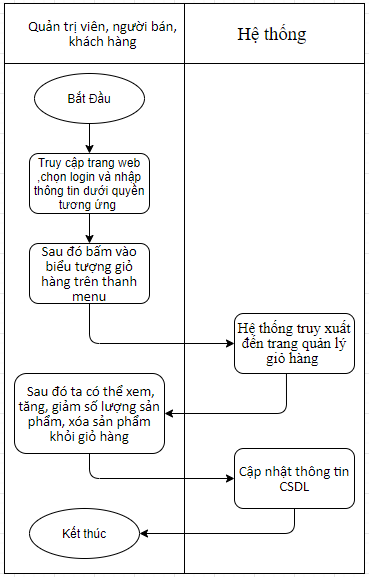 Quản trị viên, người bán,
khách hàng
Hệ thống
Bắt Đầu
Truy cập trang web
,chọn login và nhập
thông tin dưới quyền
tương ứng
Sau đó bấm vào
biểu tượng giỏ
hàng trên thanh
menu
Hệ thống truy xuất
đến trang quản lý
giỏ hàng
Sau đó ta có thể xem,
tăng, giảm số lượng sản
phẩm, xóa sản phẩm
khỏi giỏ hàng
Cập nhật thông tin
CSDL
Kết thúc